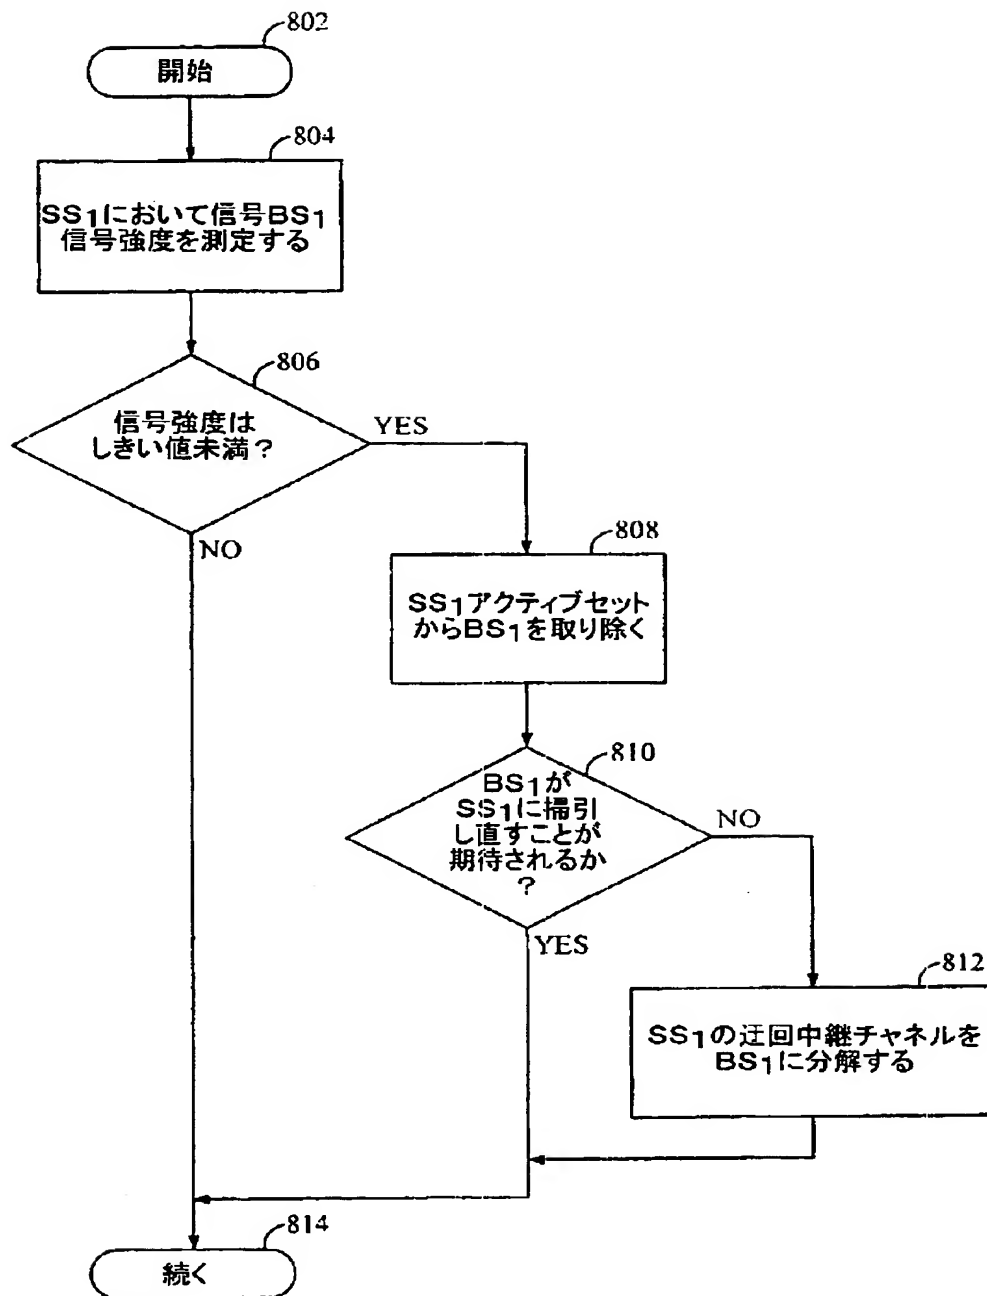 802
開始
804
SS1において信号BS1
信号強度を測定する
806
信号強度は
しきい値未満?
YES
NO
808
SS1アクティブセット
からBS1を取り除く
810
BS1が
SS1に掃引
し直すことが
期待されるか
?
NO
YES
812
SS1の迂回中継チャネルを
BS1に分解する
814
続く